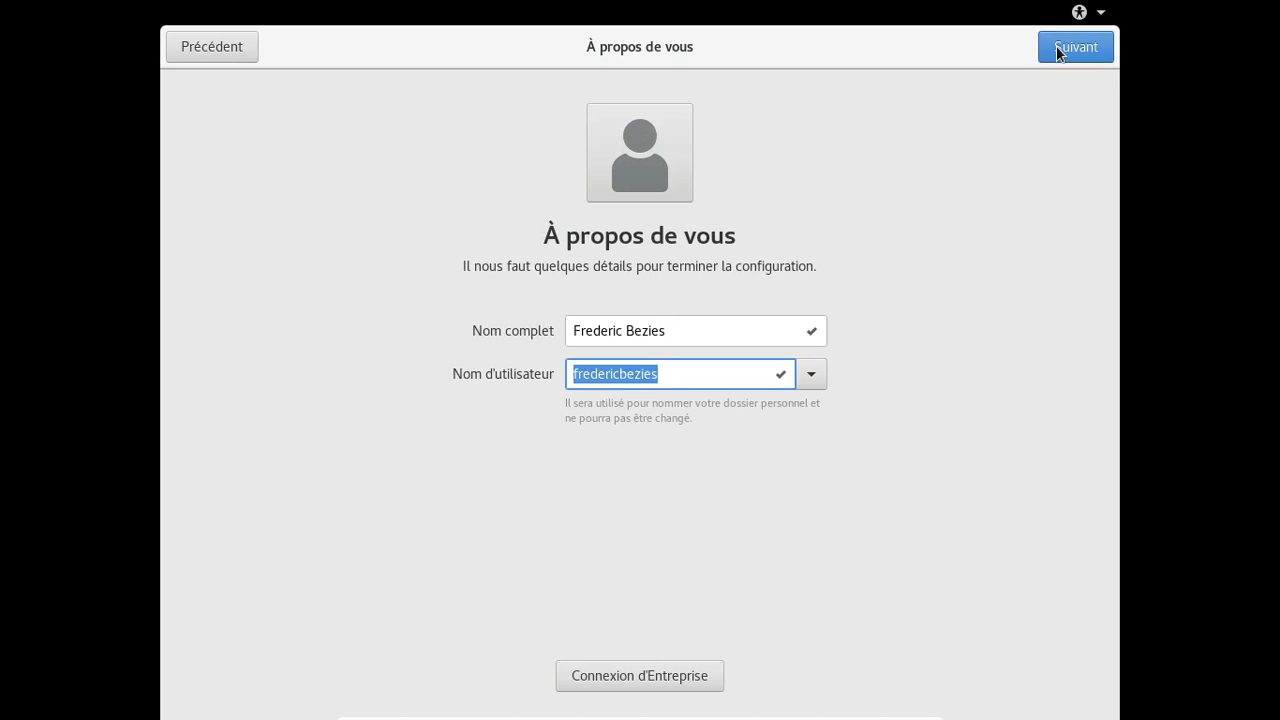 Précédent
À propos de vous
Suivant
À propos de vous
Il nous faut quelques détails pour terminer la configuration.
Nom complet
Frederic Bezies
Nom d'utilisateur
fredericbezies
Il sera utilisé pour nommer votre dossier personnel et
ne pourra pas être changé.
Connexion d'Entreprise